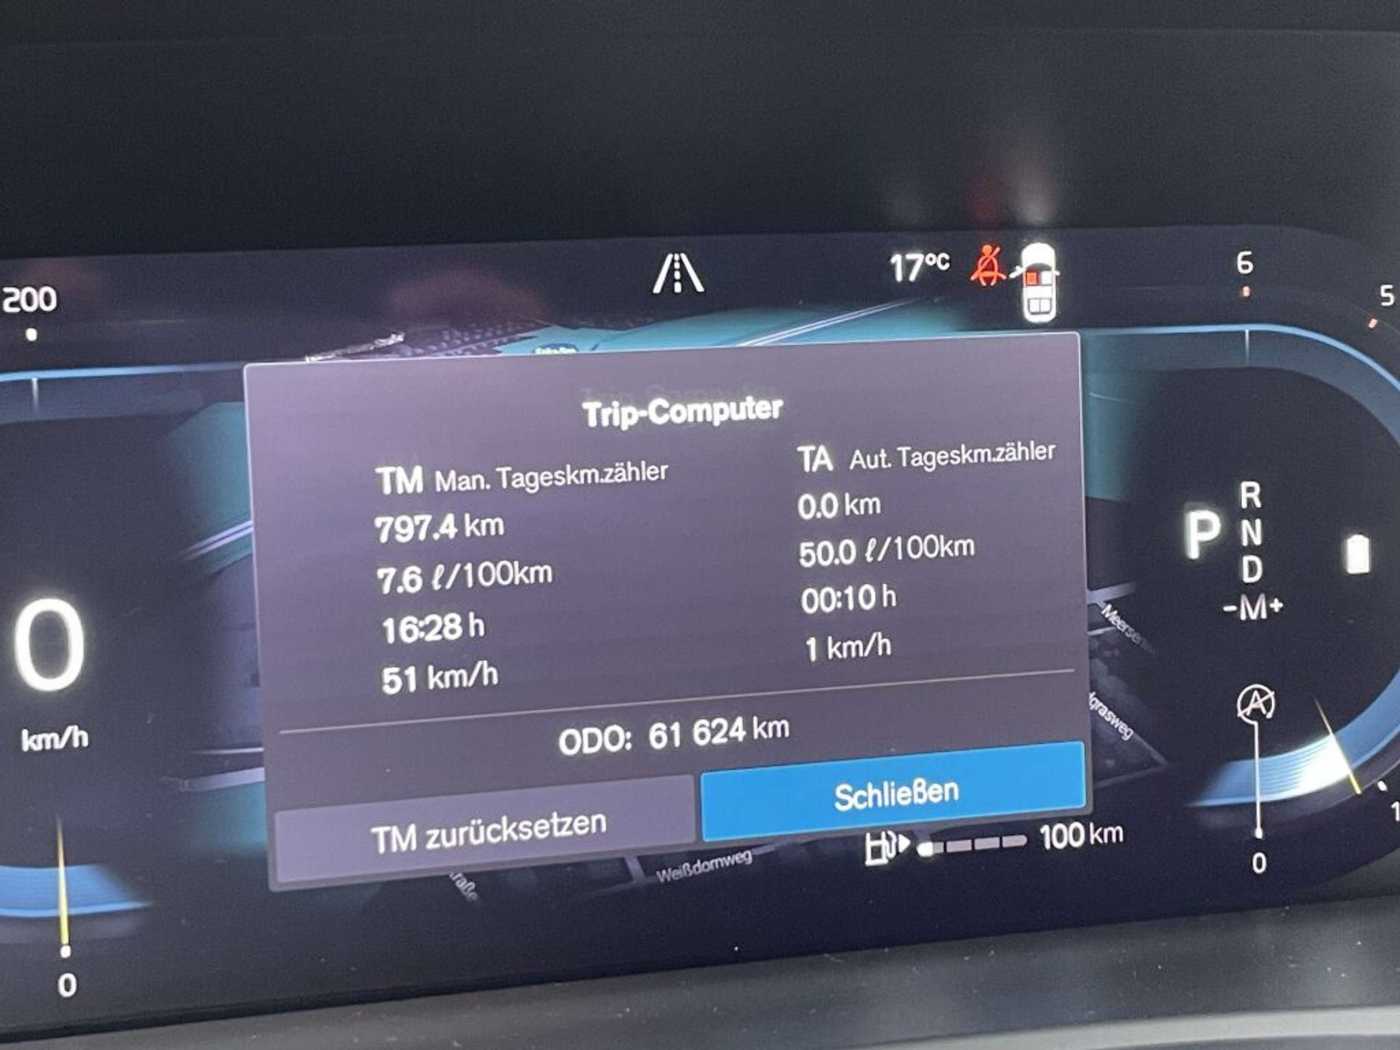 200
17°C
6
5
Trip-Computer
TM Man. Tageskm.zähler
797.4 km
7.6 ℓ/100km
16:28 h
51 km/h
TA Aut. Tageskm.zähler
0.0 km
50.0 ℓ/100km
00:10 h
1 km/h
ODO: 61 624 km
TM zurücksetzen
Schließen
0
km/h
0
P
R
N
D
-M+
A
0
1
100 km
Weißdornweg